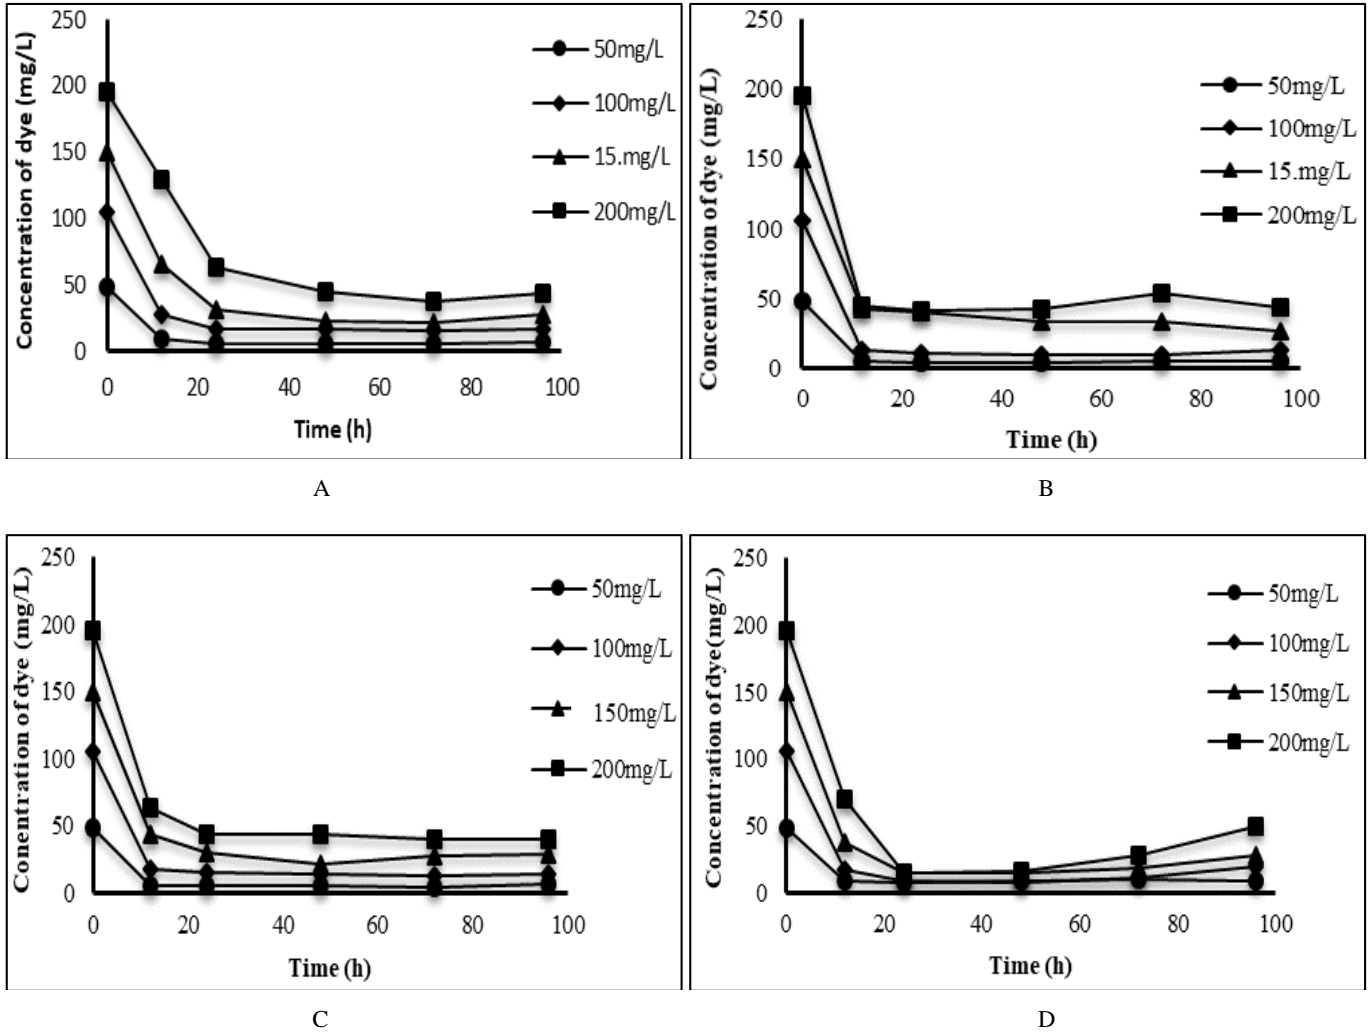 250
200
150
100
50
0
Concentration of dye (mg/L)
50mg/L
100mg/L
15.mg/L
200mg/L
0 20 40 60 80 100
Time (h)
A
250
200
150
100
50
0
Concentration of dye (mg/L)
50mg/L
100mg/L
15.mg/L
200mg/L
0 20 40 60 80 100
Time (h)
B
250
200
150
100
50
0
Conentration of dye (mg/L)
50mg/L
100mg/L
150mg/L
200mg/L
0 20 40 60 80 100
Time (h)
C
250
200
150
100
50
0
Concentration of dye(mg/L)
50mg/L
100mg/L
150mg/L
200mg/L
0 20 40 60 80 100
Time (h)
D